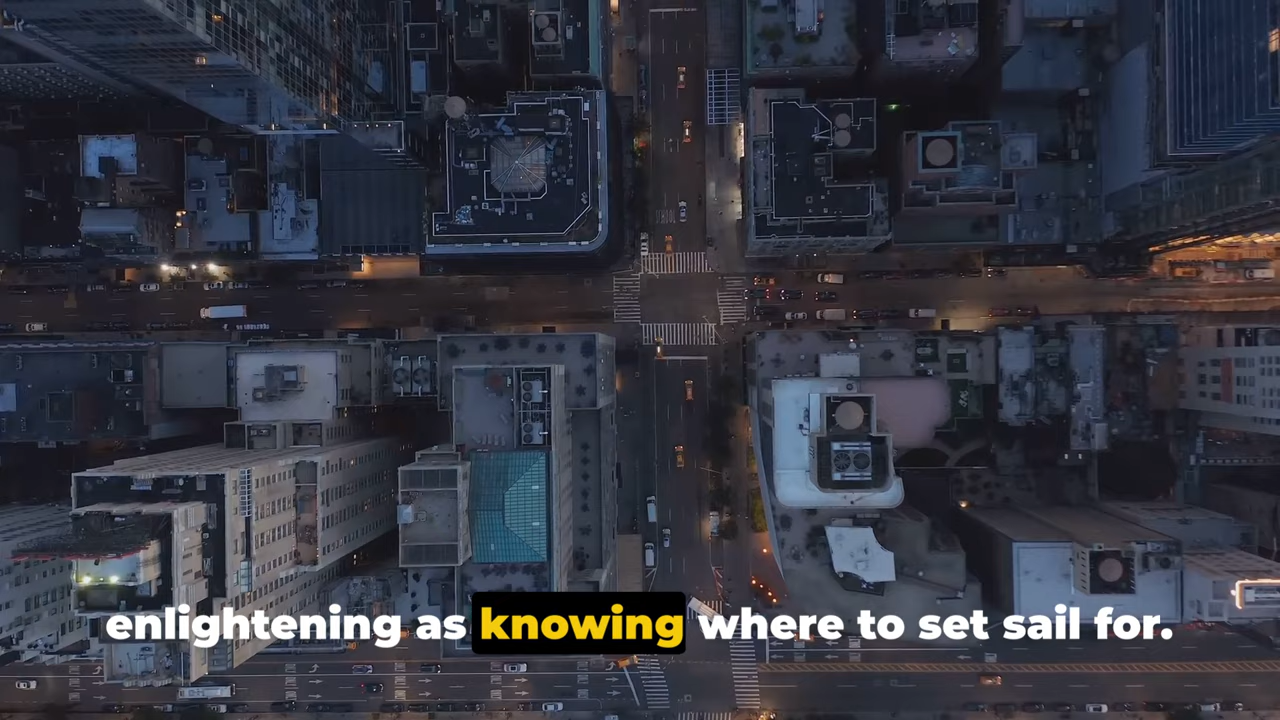 enlightening as knowing where to set sail for.